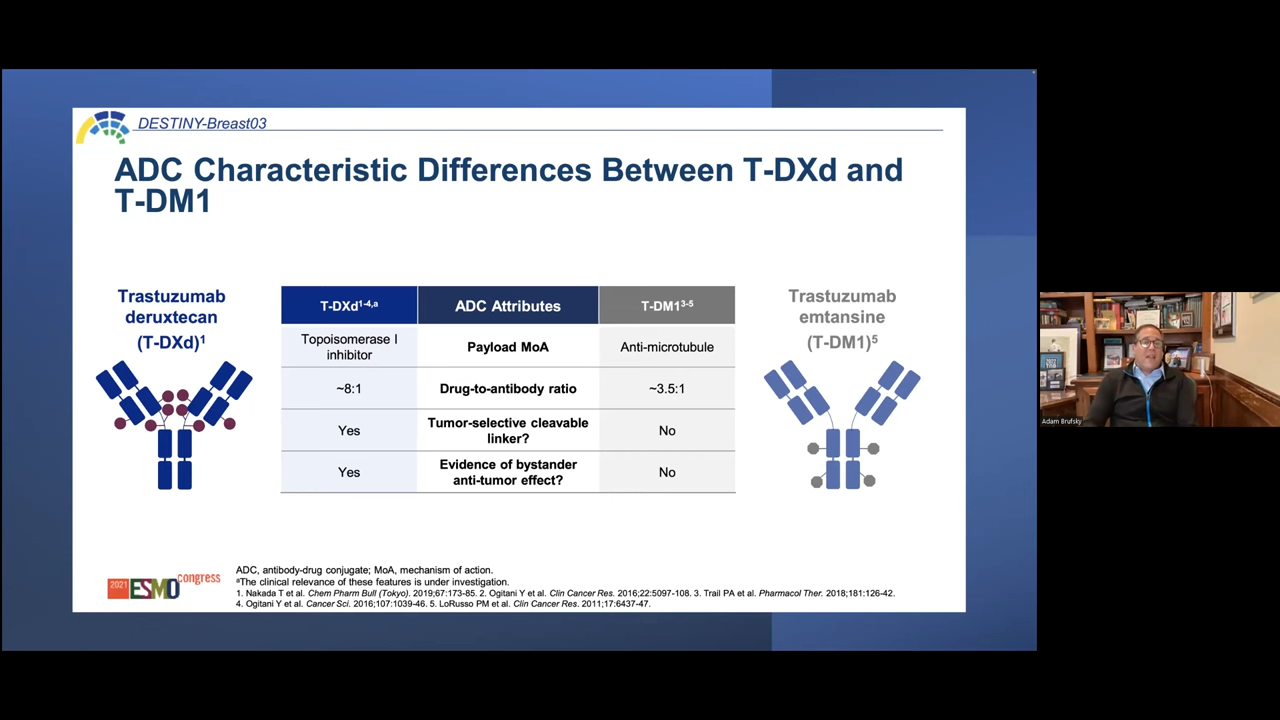 DESTINY-Breast03
ADC Characteristic Differences Between T-DXd and
T-DM1
Trastuzumab
deruxtecan
(T-DXd)1
T-DXd1-4,a
ADC Attributes
T-DM13-5
Topoisomerase I
inhibitor
Payload MoA
Anti-microtubule
~8:1
Drug-to-antibody ratio
~3.5:1
Yes
Tumor-selective cleavable
linker?
No
Yes
Evidence of bystander
anti-tumor effect?
No
Trastuzumab
emtansine
(T-DM1)5
2021 ESMO congress
ADC, antibody-drug conjugate; MoA, mechanism of action.
aThe clinical relevance of these features is under investigation.
1. Nakada T et al. Chem Pharm Bull (Tokyo). 2019;67:173-85. 2. Ogitani Y et al. Clin Cancer Res. 2016;22:5097-108. 3. Trail PA et al. Pharmacol Ther. 2018;181:126-42.
4. Ogitani Y et al. Cancer Sci. 2016;107:1039-46. 5. LoRusso PM et al. Clin Cancer Res. 2011;17:6437-47.
Adam Brufsky